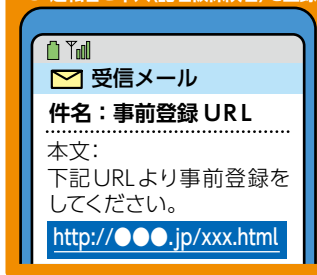 受信メール
件名：事前登録URL
本文：
下記URLより事前登録を
してください。
http://●●●.jp/xxx.html